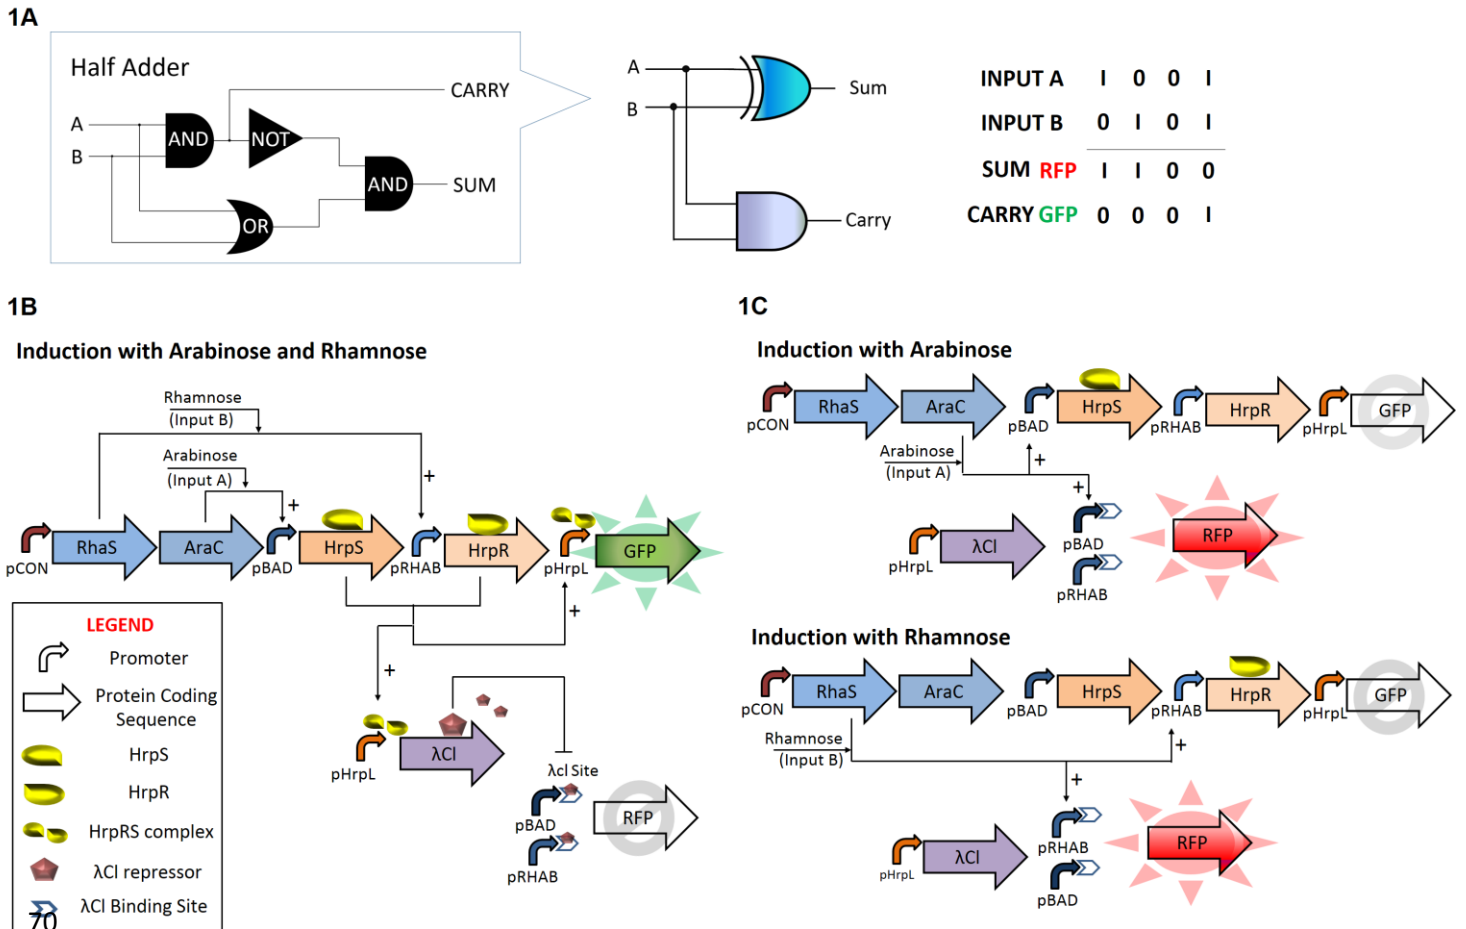 1A
Half Adder
A
B
AND
NOT
OR
AND
CARRY
SUM
A
B
Sum
Carry
INPUT A I 0 0 I
INPUT B 0 I 0 I
SUM RFP I I 0 0
CARRY GFP 0 0 0 I
1B
Induction with Arabinose and Rhamnose
Rhamnose
(Input B)
Arabinose
(Input A)
+
+
RhaS
AraC
HrpS
HrpR
GFP
pCON
pBAD
pRHAB
pHrpL
+
+
λCI
pHrpL
λcI Site
pBAD
pRHAB
RFP
LEGEND
Promoter
Protein Coding
Sequence
HrpS
HrpR
HrpRS complex
λCI repressor
λCI Binding Site
70
1C
Induction with Arabinose
RhaS
AraC
HrpS
HrpR
GFP
pCON
pBAD
pRHAB
pHrpL
Arabinose
(Input A)
+
+
λCI
pHrpL
pBAD
pRHAB
RFP
Induction with Rhamnose
RhaS
AraC
HrpS
HrpR
GFP
pCON
pBAD
pRHAB
pHrpL
Rhamnose
(Input B)
+
+
λCI
pHrpL
pRHAB
pBAD
RFP